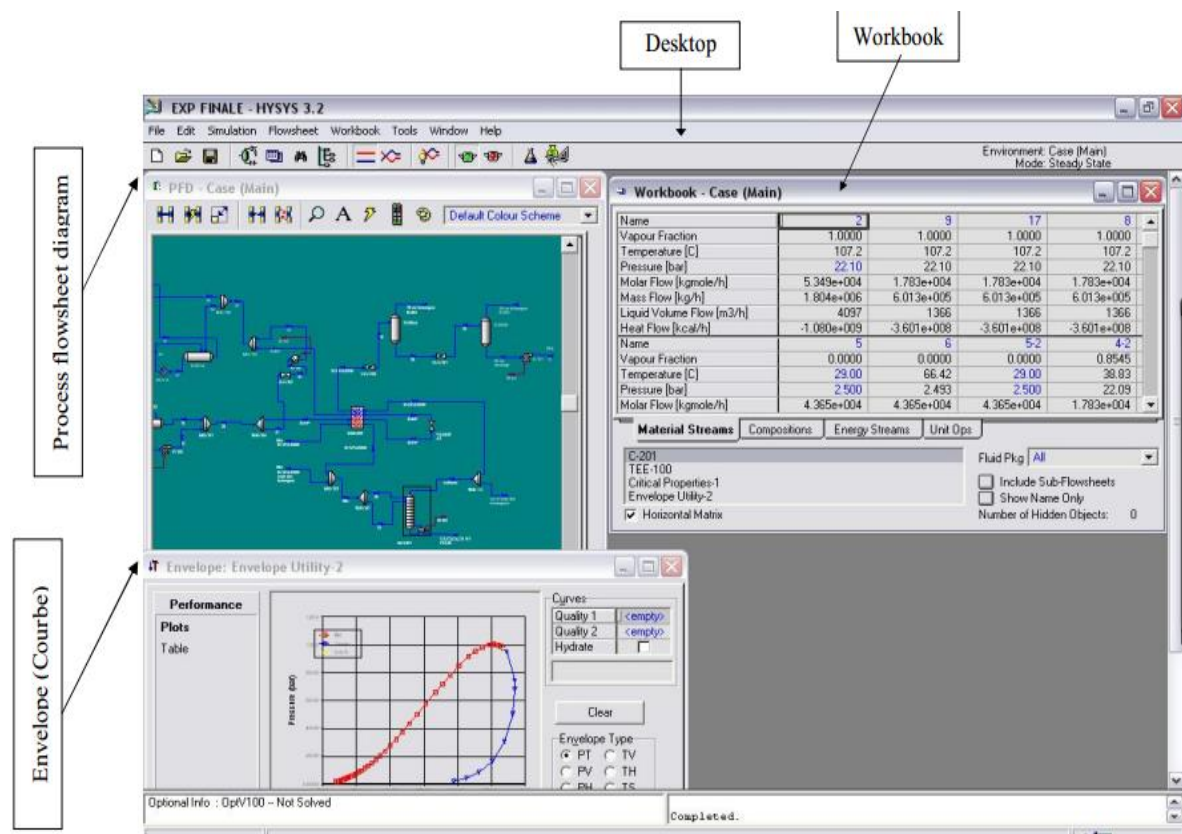 Desktop
Workbook
Process flowsheet diagram
Envelope (Courbe)
EXP FINALE - HYSYS 3.2
File Edit Simulation Flowsheet Workbook Tools Window Help
Environment: Case (Main)
Mode: Steady State
PFD - Case (Main)
A
Default Colour Scheme
Workbook - Case (Main)
Name 2 9 17 8
Vapour Fraction 1.0000 1.0000 1.0000 1.0000
Temperature [C] 107.2 107.2 107.2 107.2
Pressure [bar] 22.10 22.10 22.10 22.10
Molar Flow [kgmole/h] 5.349e+004 1.783e+004 1.783e+004 1.783e+004
Mass Flow [kg/h] 1.804e+006 6.013e+005 6.013e+005 6.013e+005
Liquid Volume Flow [m3/h] 4097 1366 1366 1366
Heat Flow [kcal/h] -1.080e+009 -3.601e+008 -3.601e+008 -3.601e+008
Name 5 6 5-2 4-2
Vapour Fraction 0.0000 0.0000 0.0000 0.8545
Temperature [C] 29.00 66.42 29.00 38.83
Pressure [bar] 2.500 2.493 2.500 22.09
Molar Flow [kgmole/h] 4.365e+004 4.365e+004 4.365e+004 1.783e+004
Material Streams Compositions Energy Streams Unit Ops
C-201
TEE-100
Critical Properties-1
Envelope Utility-2
Horizontal Matrix
Fluid Pkg All
Include Sub-Flowsheets
Show Name Only
Number of Hidden Objects: 0
Envelope: Envelope Utility-2
Performance
Plots
Table
Pressure (bar)
Curves
Quality 1 <empty>
Quality 2 <empty>
Hydrate
Clear
Envelope Type
PT TV
PV TH
PH TS
Optional Info : OptV100 -- Not Solved
Completed.